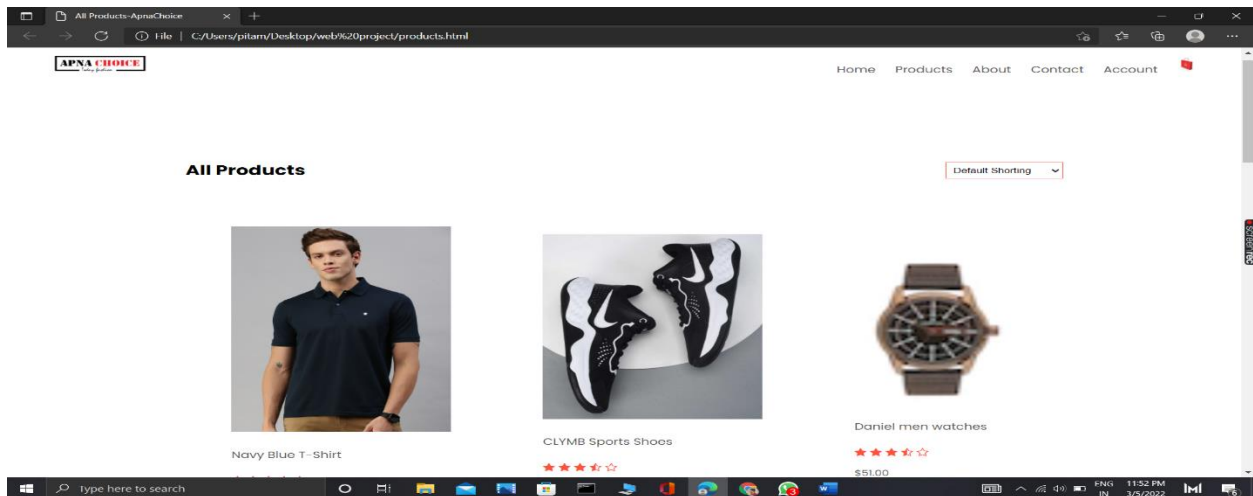 All Products-ApnaChoice
File | C:/Users/pitam/Desktop/web%20project/products.html
APNA CHOICE
Home Products About Contact Account
All Products
Default Shorting
Navy Blue T-Shirt
CLYMB Sports Shoes
Daniel men watches
$51.00
screenrec
Type here to search
ENG
IN
11:52 PM
3/5/2022